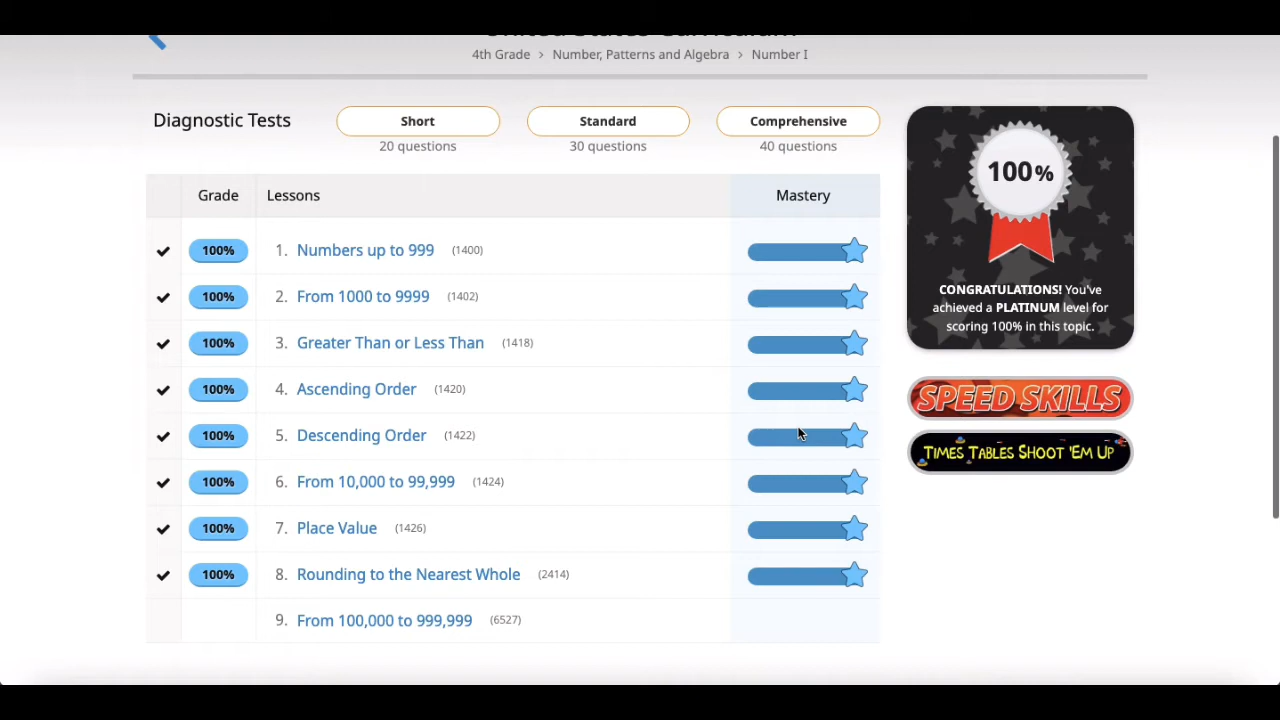 4th Grade > Number, Patterns and Algebra > Number I
Diagnostic Tests
Short
Standard
Comprehensive
20 questions
30 questions
40 questions
Grade
Lessons
Mastery
100% 1. Numbers up to 999 (1400)
100% 2. From 1000 to 9999 (1402)
100% 3. Greater Than or Less Than (1418)
100% 4. Ascending Order (1420)
100% 5. Descending Order (1422)
100% 6. From 10,000 to 99,999 (1424)
100% 7. Place Value (1426)
100% 8. Rounding to the Nearest Whole (2414)
9. From 100,000 to 999,999 (6527)
100%
CONGRATULATIONS! You've
achieved a PLATINUM level for
scoring 100% in this topic.
SPEED SKILLS
TIMES TABLES SHOOT 'EM UP